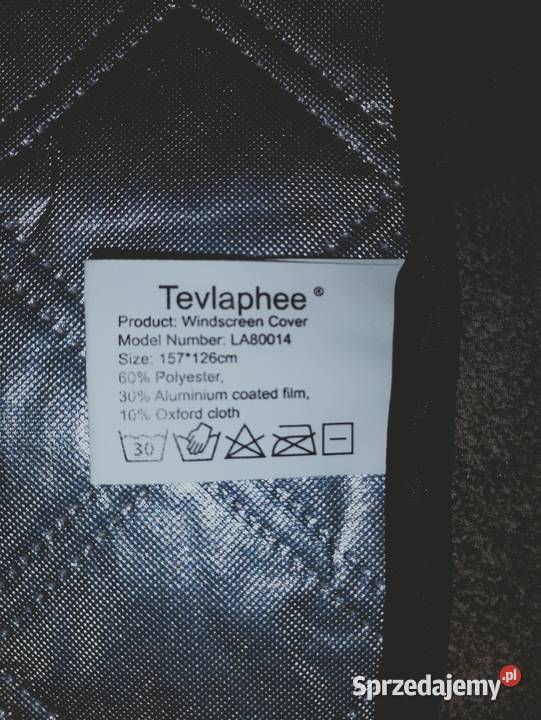 Tevlaphee ®
Product: Windscreen Cover
Model Number: LA80014
Size: 157*126cm
60% Polyester,
30% Aluminium coated film,
10% Oxford cloth
30
Sprzedajemy.pl